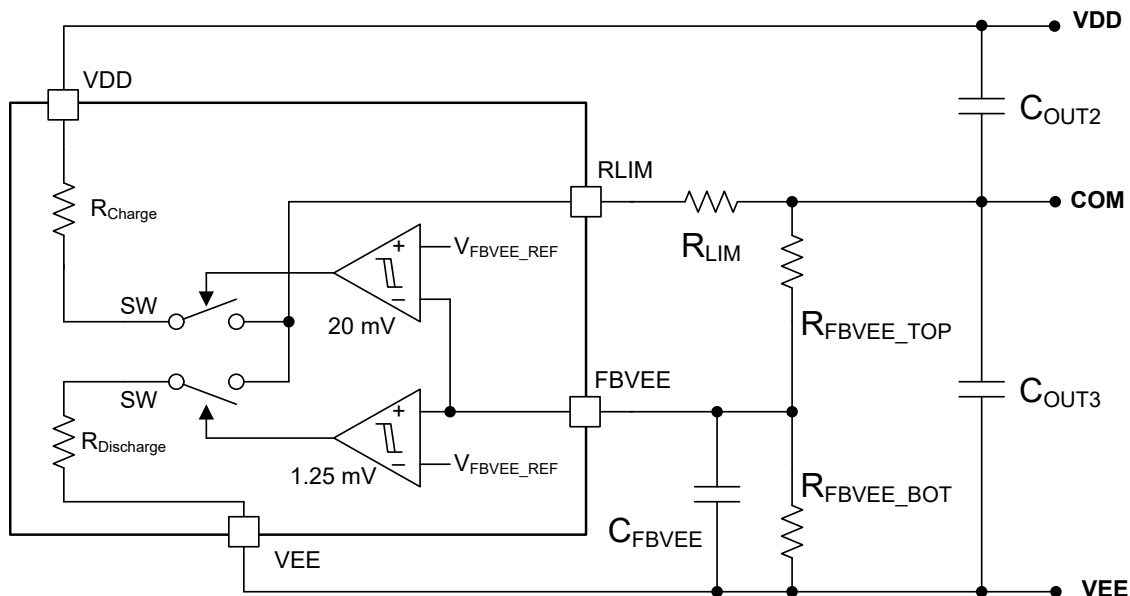 VDD
VDD
C_OUT2
RLIM
COM
R_Charge
+
V_FBVEE_REF
R_LIM
SW
−
20 mV
R_FBVEE_TOP
FBVEE
C_OUT3
SW
+
R_Discharge
−
V_FBVEE_REF
1.25 mV
R_FBVEE_BOT
C_FBVEE
VEE
VEE